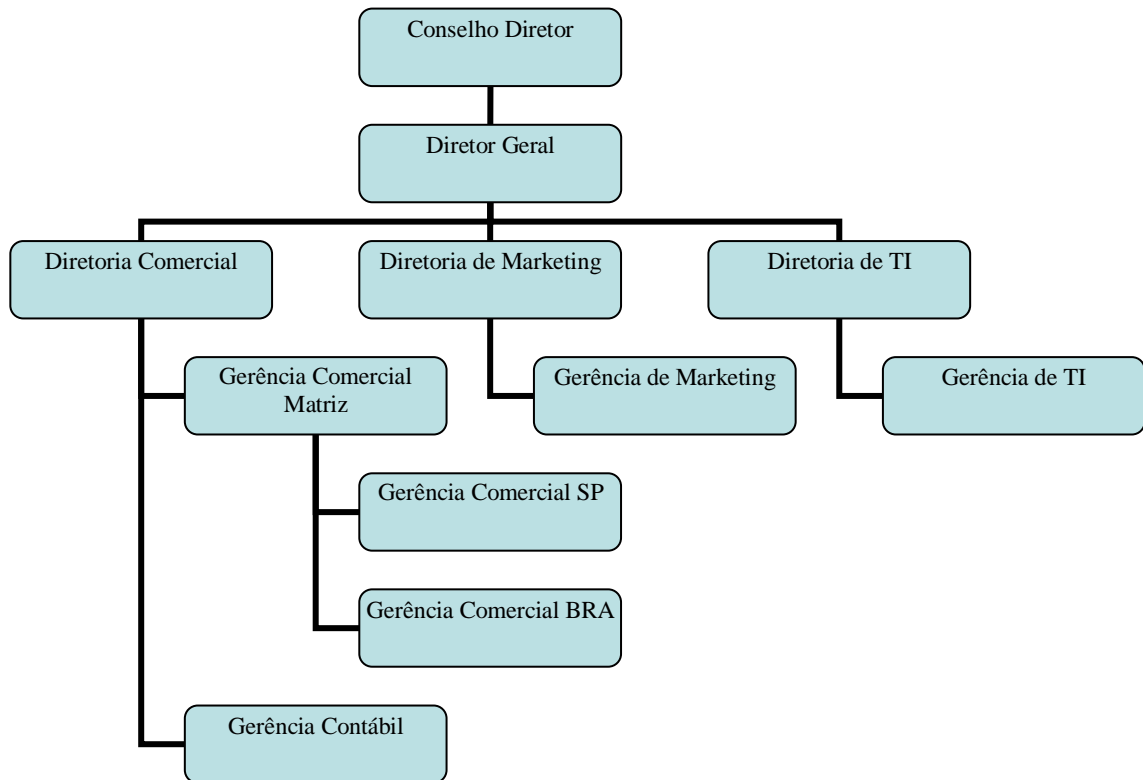 Conselho Diretor
Diretor Geral
Diretoria Comercial
Diretoria de Marketing
Diretoria de TI
Gerência Comercial
Matriz
Gerência de Marketing
Gerência de TI
Gerência Comercial SP
Gerência Comercial BRA
Gerência Contábil